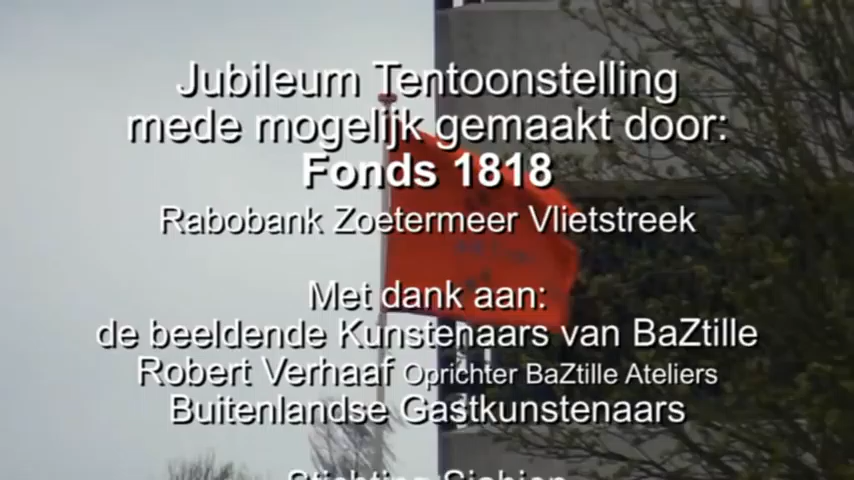 Jubileum Tentoonstelling
mede mogelijk gemaakt door:
Fonds 1818
Rabobank Zoetermeer Vlietstreek
Met dank aan:
de beeldende Kunstenaars van BaZtille
Robert Verhaaf Oprichter BaZtille Ateliers
Buitenlandse Gastkunstenaars
Stichting